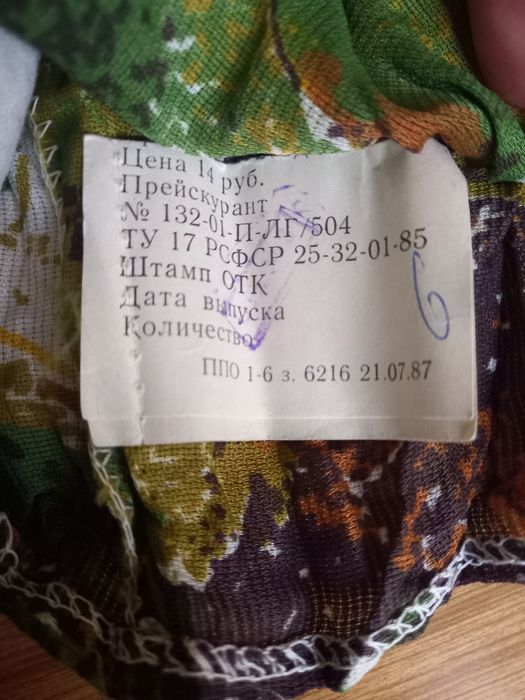 Цена 14 руб.
Прейскурант
№ 132-01-П-ЛГ/504
ТУ 17 РСФСР 25-32-01-85
Штамп ОТК
Дата выпуска
Количество
6
ППО 1-6 з. 6216 21.07.87